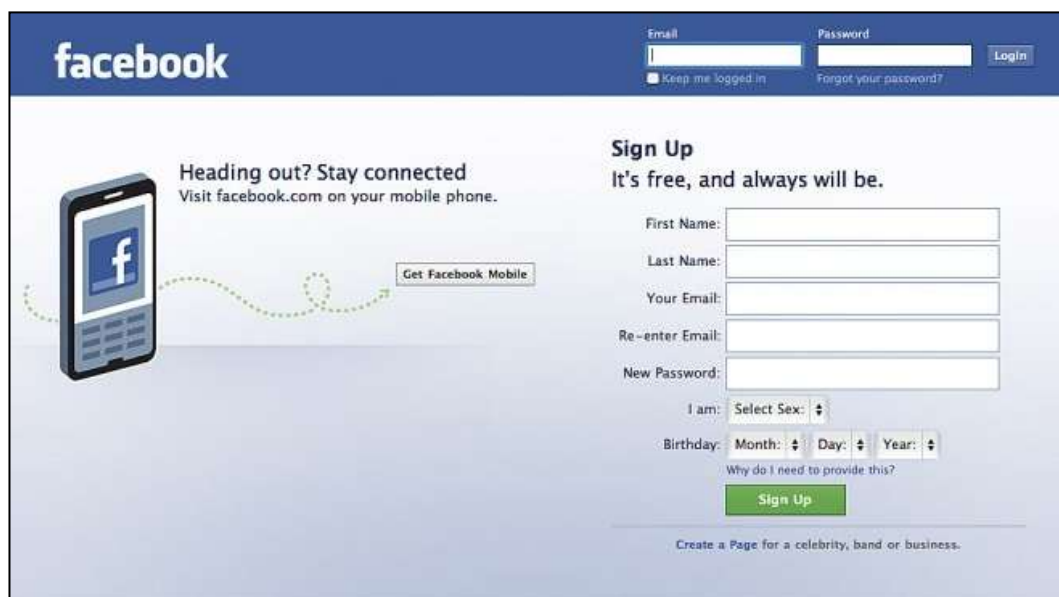 facebook
Email
Password
Login
Keep me logged in
Forgot your password?
Heading out? Stay connected
Visit facebook.com on your mobile phone.
f
Get Facebook Mobile
Sign Up
It's free, and always will be.
First Name:
Last Name:
Your Email:
Re-enter Email:
New Password:
I am: Select Sex:
Birthday: Month: Day: Year:
Why do I need to provide this?
Sign Up
Create a Page for a celebrity, band or business.